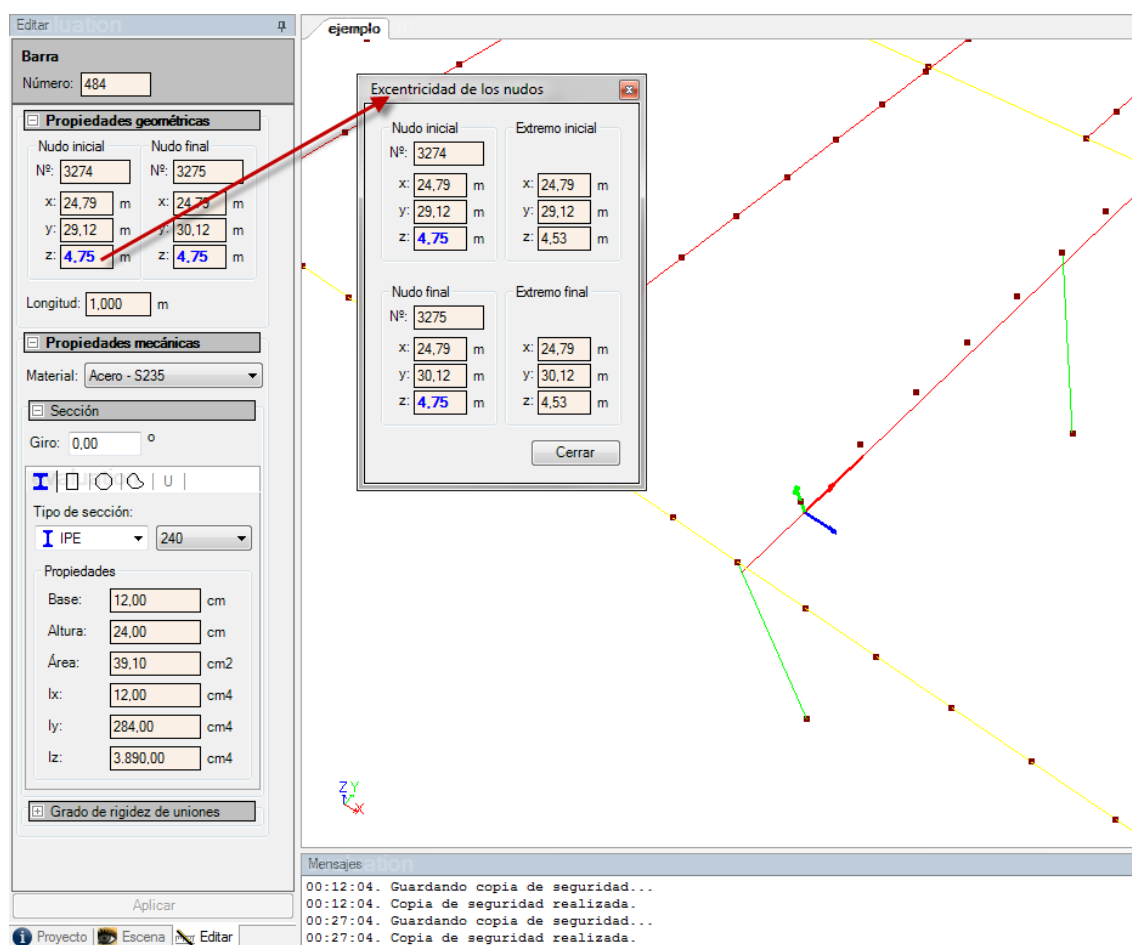 Editar
Evaluation
ejemplo
Barra
Número: 484
Propiedades geométricas
Nudo inicial Nudo final
Nº: 3274 Nº: 3275
x: 24,79 m x: 24,79 m
y: 29,12 m y: 30,12 m
z: 4,75 m z: 4,75 m
Longitud: 1,000 m
Propiedades mecánicas
Material: Acero - S235
Sección
Giro: 0,00 º
U
Tipo de sección:
IPE 240
Propiedades
Base: 12,00 cm
Altura: 24,00 cm
Área: 39,10 cm2
Ix: 12,00 cm4
Iy: 284,00 cm4
Iz: 3.890,00 cm4
Grado de rigidez de uniones
Aplicar
Proyecto Escena Editar
Excentricidad de los nudos
Nudo inicial Extremo inicial
Nº: 3274
x: 24,79 m x: 24,79 m
y: 29,12 m y: 29,12 m
z: 4,75 m z: 4,53 m
Nudo final Extremo final
Nº: 3275
x: 24,79 m x: 24,79 m
y: 30,12 m y: 30,12 m
z: 4,75 m z: 4,53 m
Cerrar
Z Y
X
Mensajes
00:12:04. Guardando copia de seguridad...
00:12:04. Copia de seguridad realizada.
00:27:04. Guardando copia de seguridad...
00:27:04. Copia de seguridad realizada.